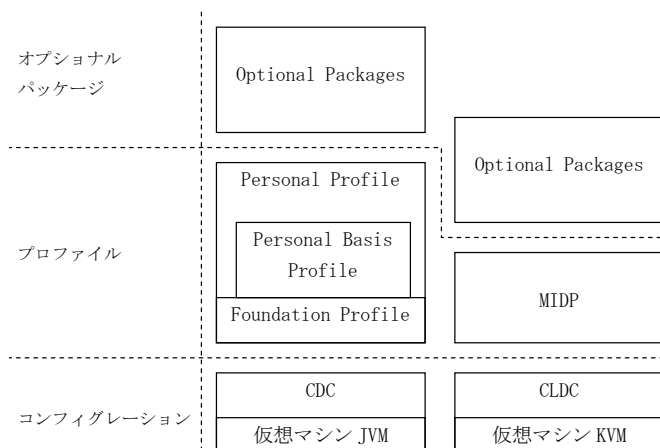 オプショナル
パッケージ
Optional Packages
Optional Packages
プロファイル
Personal Profile
Personal Basis
Profile
Foundation Profile
MIDP
コンフィグレーション
CDC
仮想マシン JVM
CLDC
仮想マシン KVM